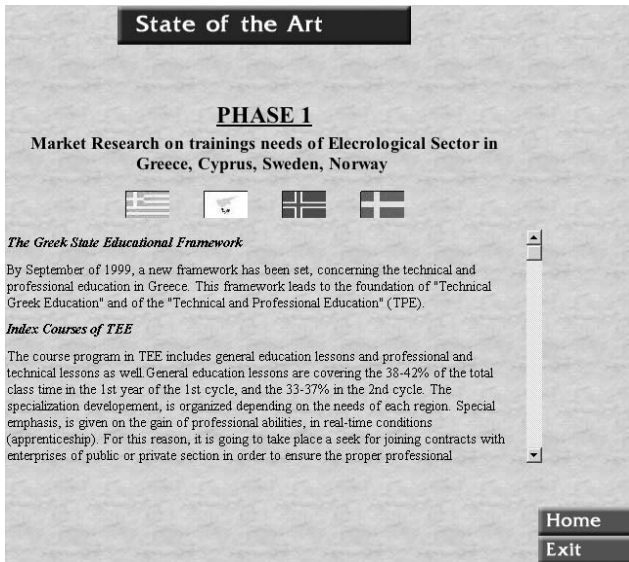 State of the Art
PHASE 1
Market Research on trainings needs of Elecrological Sector in
Greece, Cyprus, Sweden, Norway
The Greek State Educational Framework
By September of 1999, a new framework has been set, concerning the technical and
professional education in Greece. This framework leads to the foundation of "Technical
Greek Education" and of the "Technical and Professional Education" (TPE).
Index Courses of TEE
The course program in TEE includes general education lessons and professional and
technical lessons as well.General education lessons are covering the 38-42% of the total
class time in the 1st year of the 1st cycle, and the 33-37% in the 2nd cycle. The
specialization developement, is organized depending on the needs of each region. Special
emphasis, is given on the gain of professional abilities, in real-time conditions
(apprenticeship). For this reason, it is going to take place a seek for joining contracts with
enterprises of public or private section in order to ensure the proper professional
Home
Exit